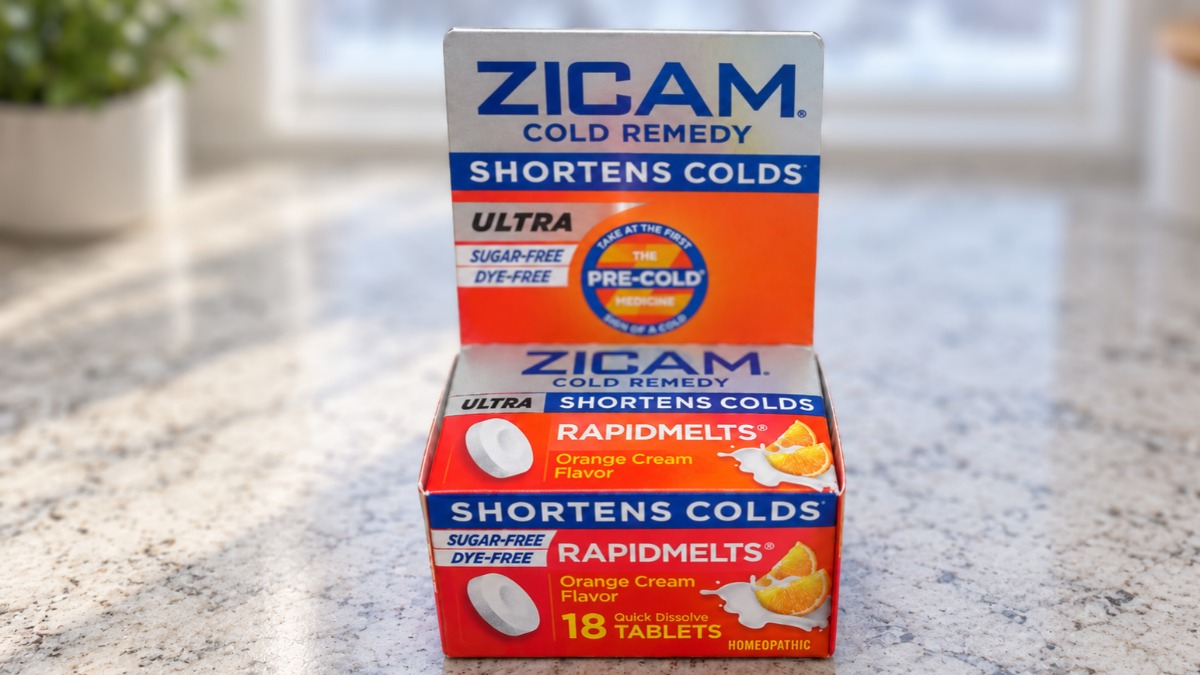 ZICAM®
COLD REMEDY
SHORTENS COLDS™
ULTRA
SUGAR-FREE
DYE-FREE
TAKE AT THE FIRST
THE
PRE-COLD®
MEDICINE
SIGN OF A COLD
ZICAM®
COLD REMEDY
ULTRA SHORTENS COLDS
RAPIDMELTS®
Orange Cream
Flavor
SHORTENS COLDS
SUGAR-FREE
DYE-FREE
RAPIDMELTS®
Orange Cream
Flavor
18 Quick Dissolve
TABLETS
HOMEOPATHIC